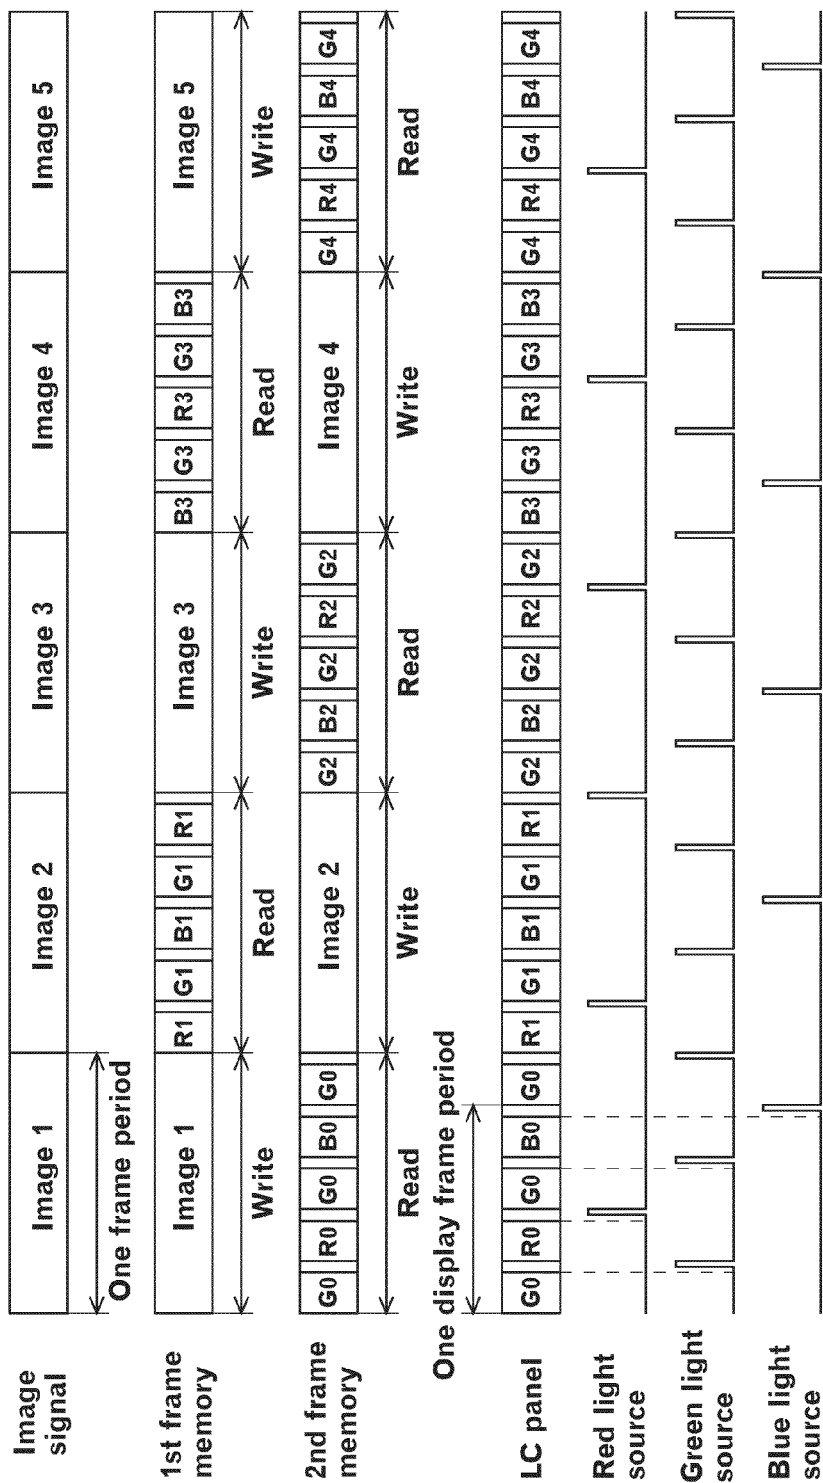 Image
signal
Image 1
Image 2
Image 3
Image 4
Image 5
One frame period
1st frame
memory
Image 1
R1 G1 B1 G1 R1
Image 3
B3 G3 R3 G3 B3
Image 5
Write
Read
Write
Read
Write
2nd frame
memory
G0 R0 G0 B0 G0
Image 2
G2 B2 G2 R2 G2
Image 4
G4 R4 G4 B4 G4
Read
Write
Read
Write
Read
One display frame period
LC panel
G0 R0 G0 B0 G0 R1 G1 B1 G1 R1 G2 B2 G2 R2 G2 B3 G3 R3 G3 B3 G4 R4 G4 B4 G4
Red light
source
Green light
source
Blue light
source